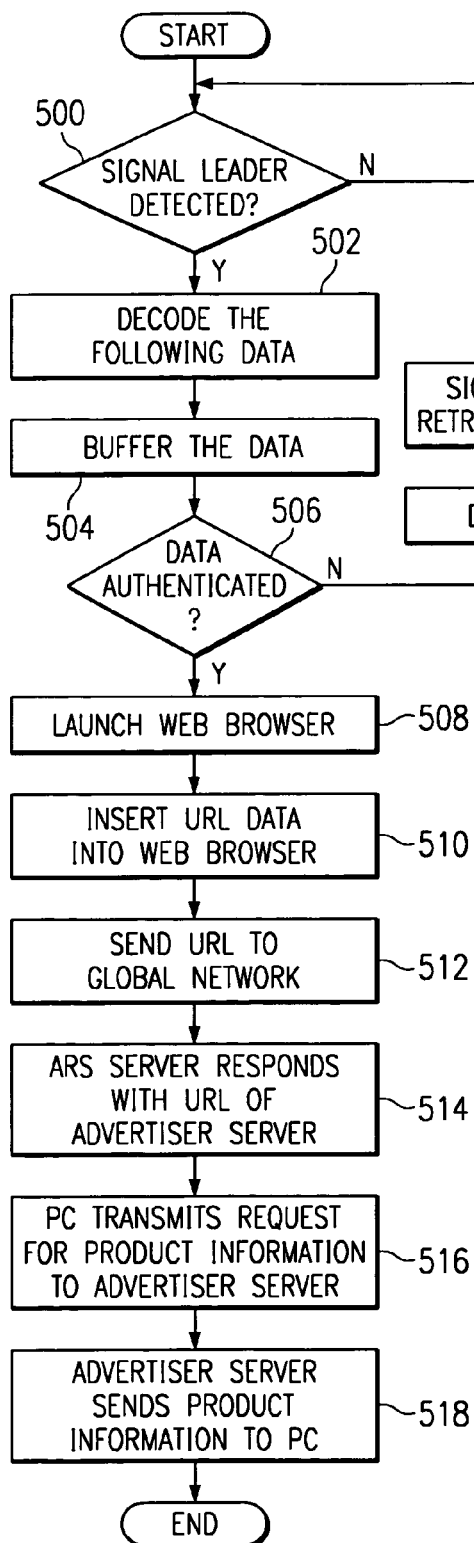 START
500
SIGNAL LEADER
DETECTED?
N
Y
502
DECODE THE
FOLLOWING DATA
BUFFER THE DATA
504
506
DATA
AUTHENTICATED
?
N
Y
LAUNCH WEB BROWSER
508
INSERT URL DATA
INTO WEB BROWSER
510
SEND URL TO
GLOBAL NETWORK
512
ARS SERVER RESPONDS
WITH URL OF
ADVERTISER SERVER
514
PC TRANSMITS REQUEST
FOR PRODUCT INFORMATION
TO ADVERTISER SERVER
516
ADVERTISER SERVER
SENDS PRODUCT
INFORMATION TO PC
518
END